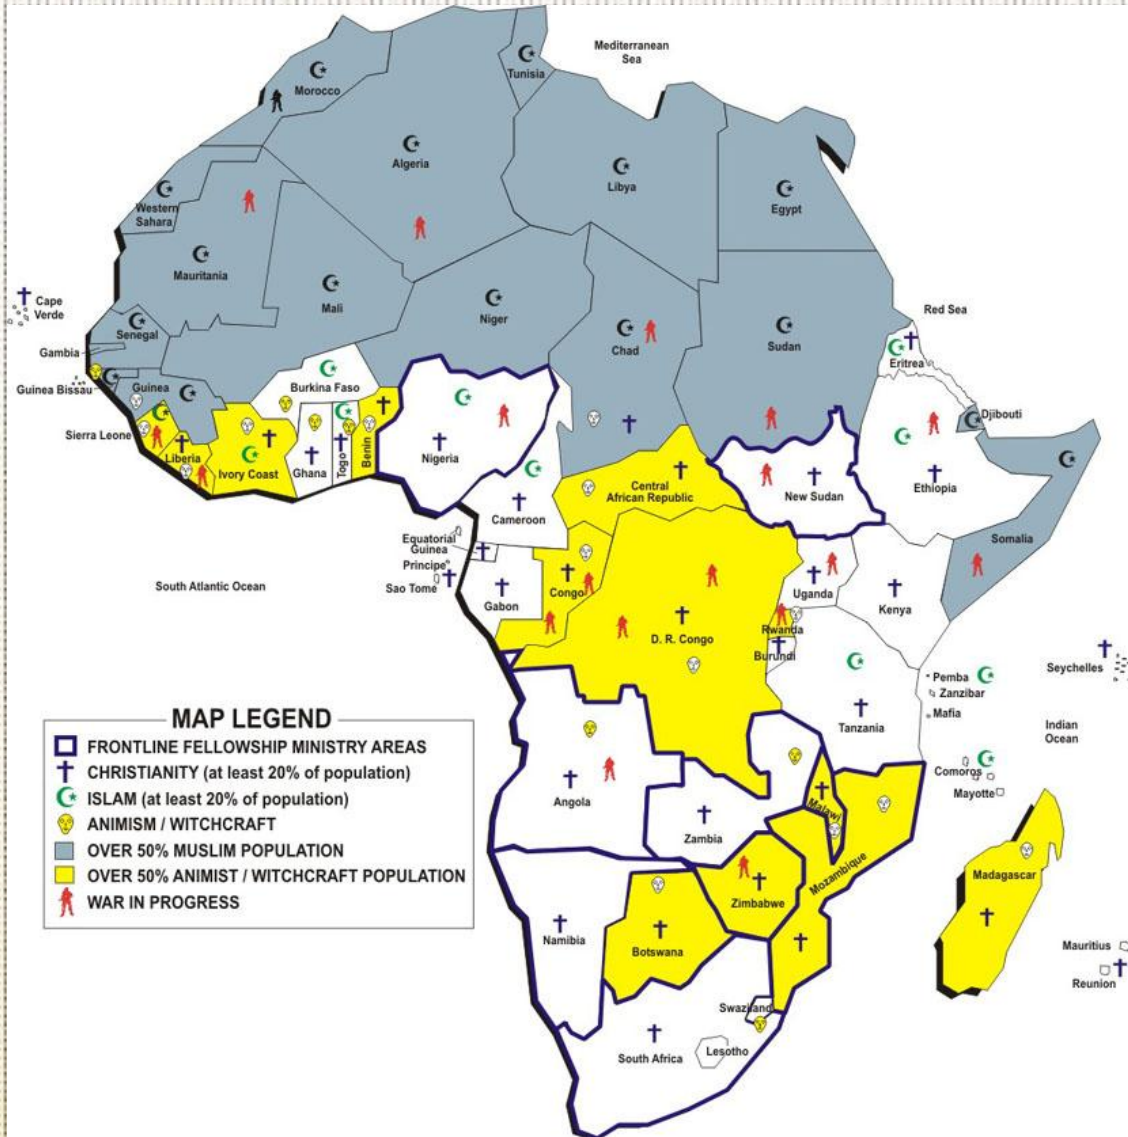 Mediterranean
Sea
Tunisia
Morocco
Algeria
Libya
Egypt
Western
Sahara
Mauritania
Mali
Niger
Chad
Sudan
Red Sea
Cape
Verde
Senegal
Gambia
Guinea Bissau
Guinea
Burkina Faso
Eritrea
Djibouti
Sierra Leone
Liberia
Ivory Coast
Ghana
Togo
Benin
Nigeria
Cameroon
Central
African Republic
New Sudan
Ethiopia
Somalia
Equatorial
Guinea
Principe
Sao Tome
South Atlantic Ocean
Gabon
Congo
D. R. Congo
Uganda
Kenya
Rwanda
Burundi
Tanzania
Seychelles
Pemba
Zanzibar
Mafia
Indian
Ocean
Comoros
Mayotte
Angola
Zambia
Malawi
Mozambique
Zimbabwe
Madagascar
Namibia
Botswana
Mauritius
Reunion
Swaziland
South Africa
Lesotho
MAP LEGEND
FRONTLINE FELLOWSHIP MINISTRY AREAS
CHRISTIANITY (at least 20% of population)
ISLAM (at least 20% of population)
ANIMISM / WITCHCRAFT
OVER 50% MUSLIM POPULATION
OVER 50% ANIMIST / WITCHCRAFT POPULATION
WAR IN PROGRESS